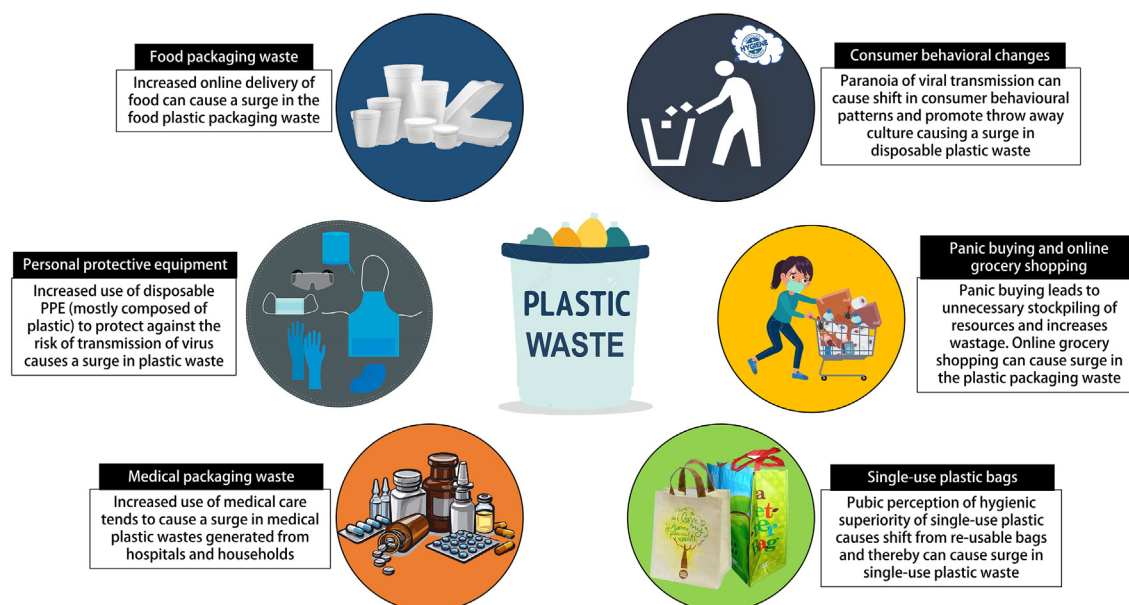 Food packaging waste
Increased online delivery of
food can cause a surge in the
food plastic packaging waste
HYGIENE
Consumer behavioral changes
Paranoia of viral transmission can
cause shift in consumer behavioural
patterns and promote throw away
culture causing a surge in
disposable plastic waste
Personal protective equipment
Increased use of disposable
PPE (mostly composed of
plastic) to protect against the
risk of transmission of virus
causes a surge in plastic waste
PLASTIC
WASTE
Panic buying and online
grocery shopping
Panic buying leads to
unnecessary stockpiling of
resources and increases
wastage. Online grocery
shopping can cause surge in
the plastic packaging waste
Medical packaging waste
Increased use of medical care
tends to cause a surge in medical
plastic wastes generated from
hospitals and households
a
bag
Single-use plastic bags
Pubic perception of hygienic
superiority of single-use plastic
causes shift from re-usable bags
and thereby can cause surge in
single-use plastic waste